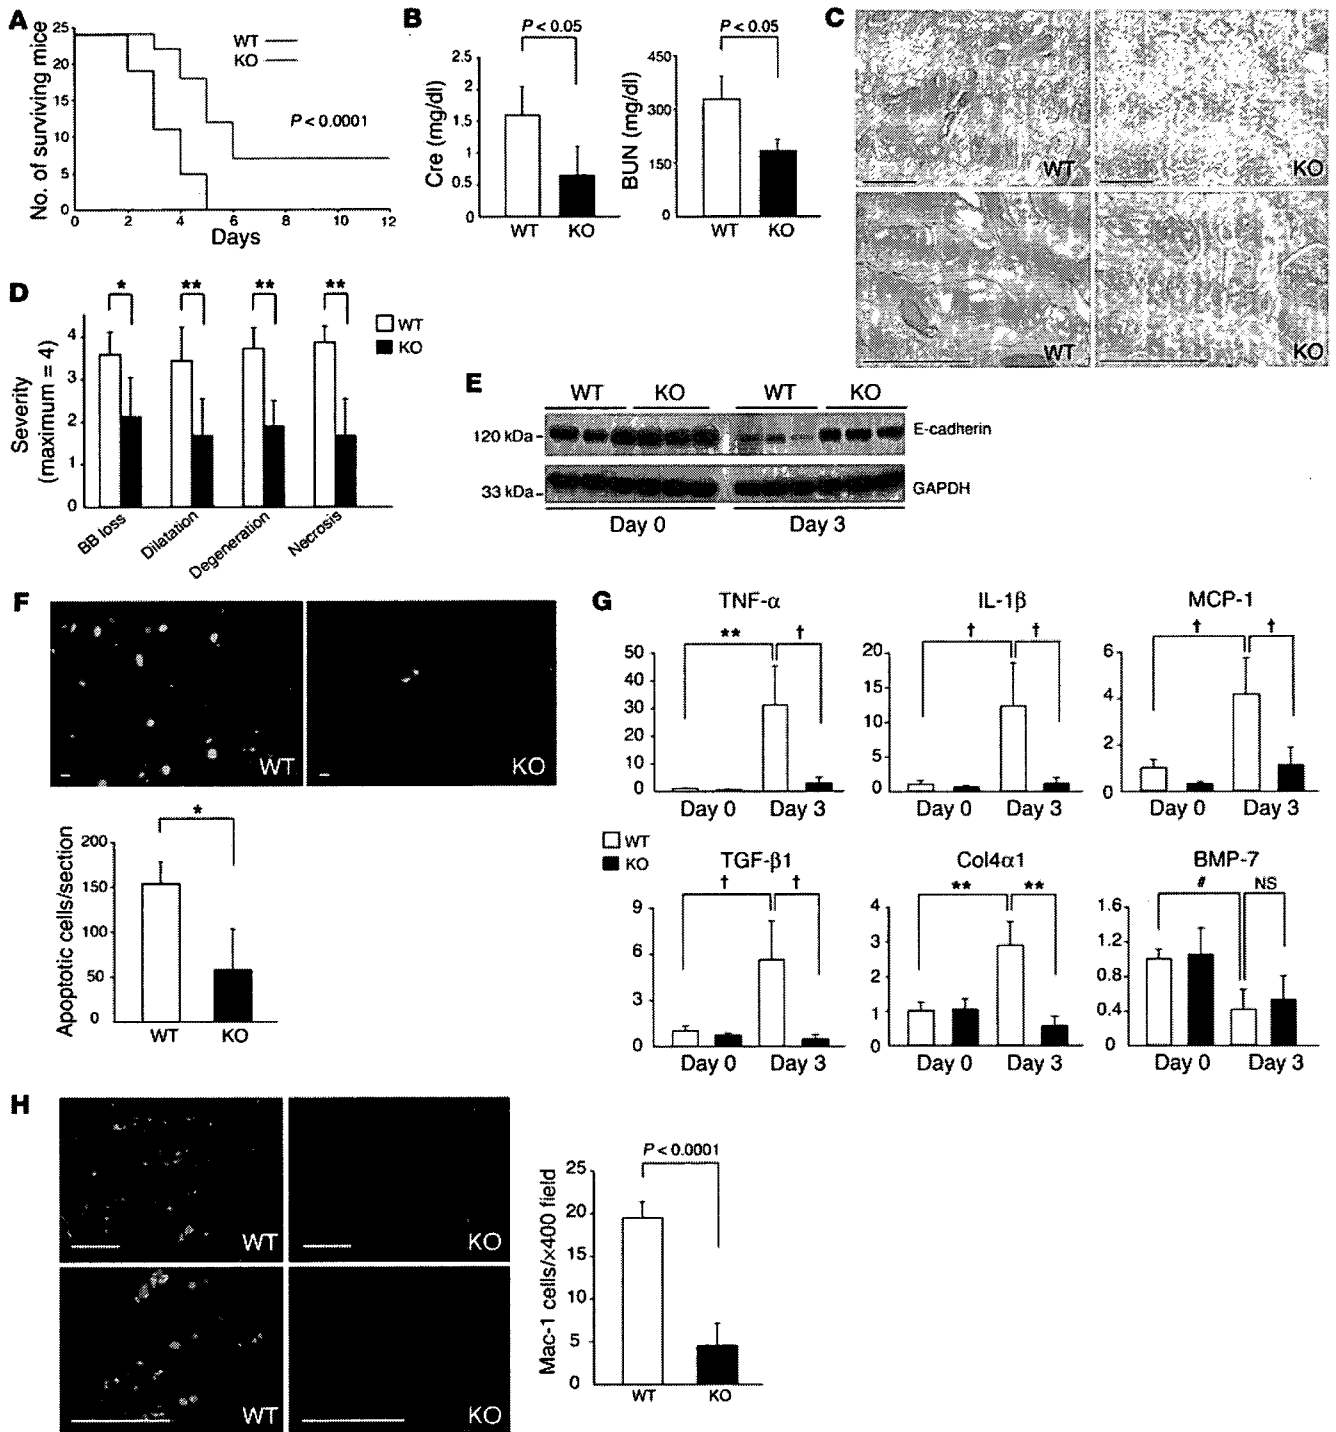 A
No. of surviving mice
25
20
15
10
5
0
WT
KO
P < 0.0001
0 2 4 6 8 10 12
Days
B
P < 0.05
Cre (mg/dl)
2.5
2
1.5
1
0.5
0
WT KO
P < 0.05
BUN (mg/dl)
450
300
150
0
WT KO
C
WT
KO
WT
KO
D
* ** ** **
Severity
(maximum = 4)
4
3
2
1
0
WT
KO
BB loss
Dilatation
Degeneration
Necrosis
E
WT KO WT KO
120 kDa
E-cadherin
33 kDa
GAPDH
Day 0 Day 3
F
WT
KO
*
Apoptotic cells/section
200
150
100
50
0
WT KO
G
TNF-α
** †
50
40
30
20
10
0
Day 0 Day 3
IL-1β
† †
20
15
10
5
0
Day 0 Day 3
MCP-1
† †
6
4
2
0
Day 0 Day 3
WT
KO
TGF-β1
† †
9
6
3
0
Day 0 Day 3
Col4α1
** **
4
3
2
1
0
Day 0 Day 3
BMP-7
# NS
1.6
1.2
0.8
0.4
0
Day 0 Day 3
H
WT
KO
WT
KO
P < 0.0001
Mac-1 cells/×400 field
25
20
15
10
5
0
WT KO